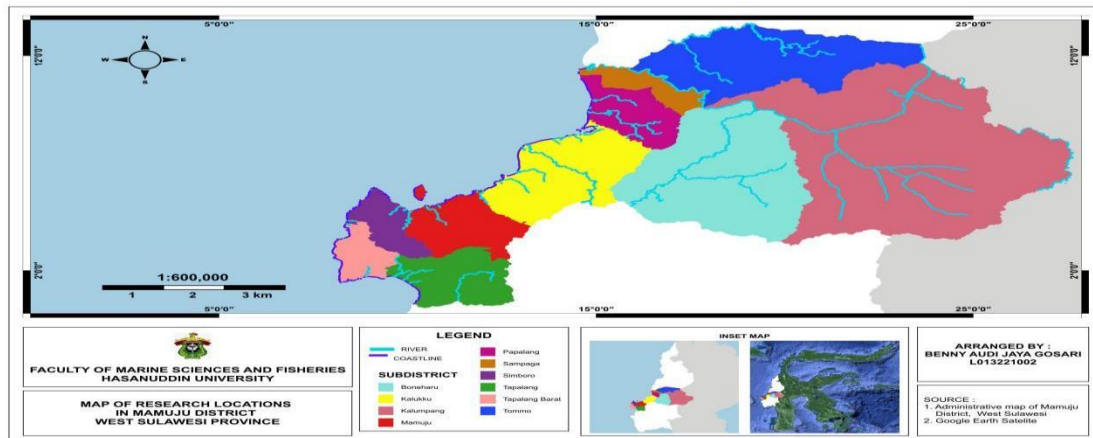 5°0'0"
15°0'0"
25°0'0"
12°0'0"
12°0'0"
N
W
E
S
2°0'0"
2°0'0"
1:600,000
1 2 3 km
5°0'0"
15°0'0"
25°0'0"
FACULTY OF MARINE SCIENCES AND FISHERIES
HASANUDDIN UNIVERSITY
MAP OF RESEARCH LOCATIONS
IN MAMUJU DISTRICT
WEST SULAWESI PROVINCE
LEGEND
RIVER
COASTLINE
SUBDISTRICT
Boneharu
Kalukku
Kalumpang
Mamuju
Papalang
Sampaga
Simboro
Tapalang
Tapalang Barat
Tommo
INSET MAP
ARRANGED BY :
BENNY AUDI JAYA GOSARI
L013221002
SOURCE :
1. Administrative map of Mamuju
District, West Sulawesi
2. Google Earth Satelite